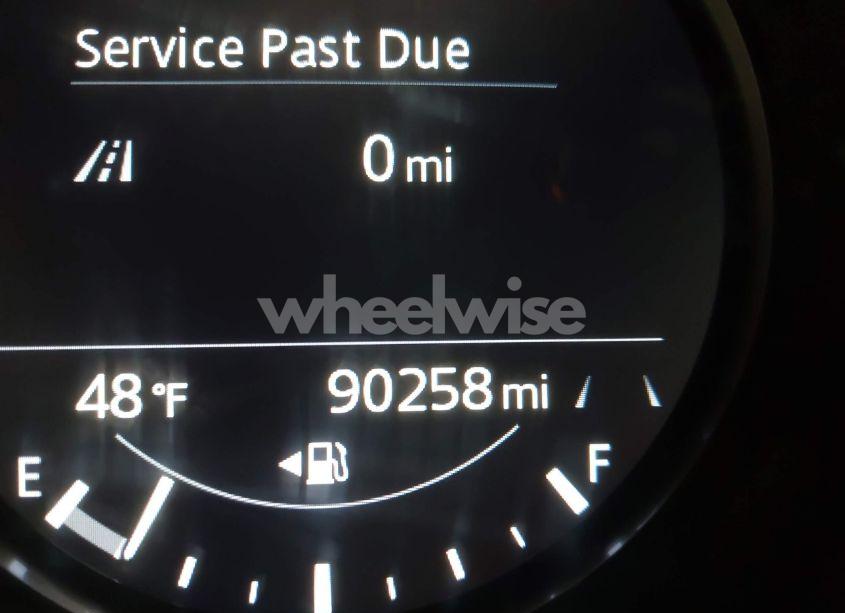 Service Past Due
0 mi
wheelwise
48 °F 90258 mi
E F